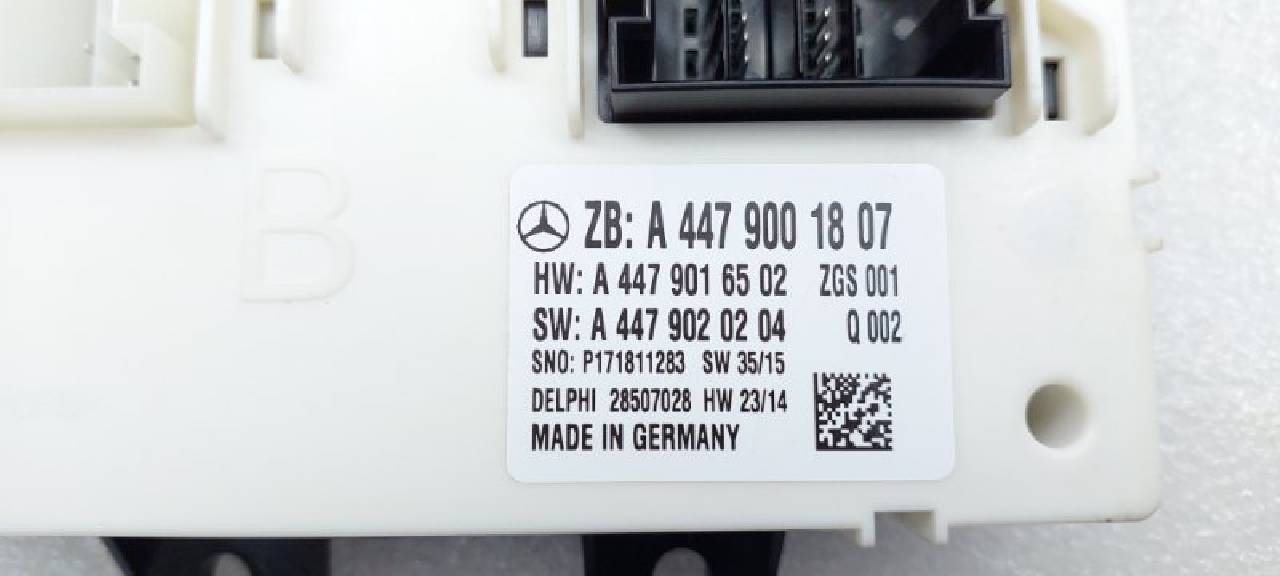 B
ZB: A 447 900 18 07
HW: A 447 901 65 02 ZGS 001
SW: A 447 902 02 04 Q 002
SNO: P171811283 SW 35/15
DELPHI 28507028 HW 23/14
MADE IN GERMANY